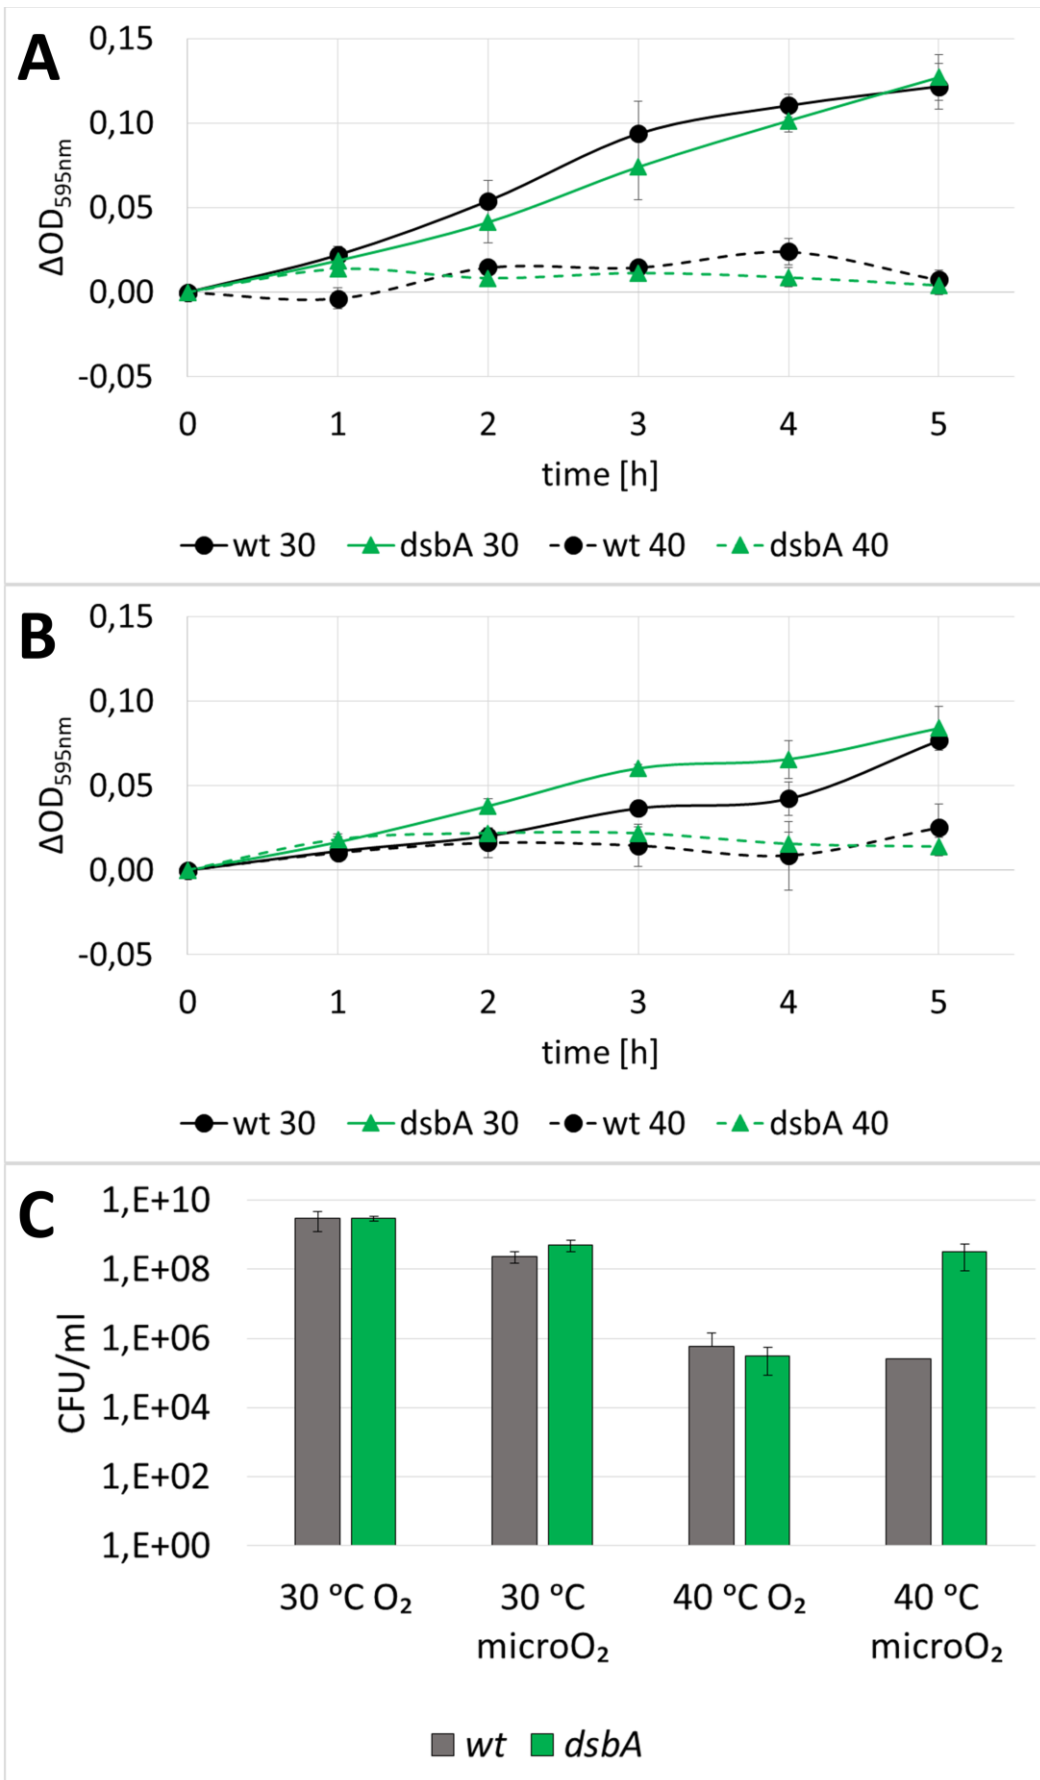 A
0,15
0,10
0,05
0,00
-0,05
ΔOD595nm
0 1 2 3 4 5
time [h]
wt 30 dsbA 30 wt 40 dsbA 40
B
0,15
0,10
0,05
0,00
-0,05
ΔOD595nm
0 1 2 3 4 5
time [h]
wt 30 dsbA 30 wt 40 dsbA 40
C
1,E+10
1,E+08
1,E+06
1,E+04
1,E+02
1,E+00
CFU/ml
30 ºC O₂ 30 ºC 40 ºC O₂ 40 ºC
microO₂ microO₂
wt dsbA